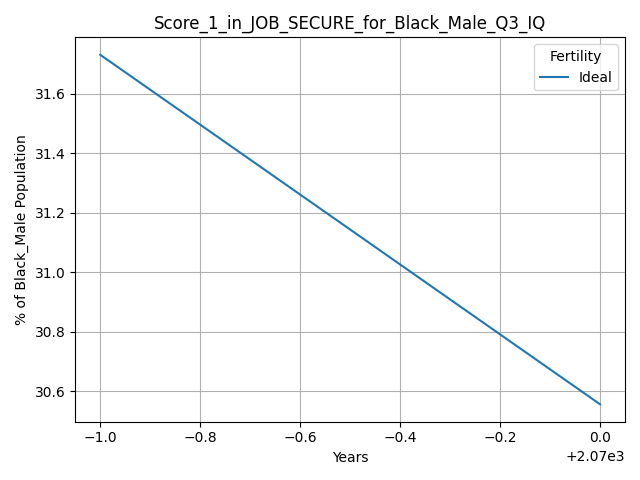 Score_1_in_JOB_SECURE_for_Black_Male_Q3_IQ
Fertility
Ideal
% of Black_Male Population
31.6
31.4
31.2
31.0
30.8
30.6
−1.0 −0.8 −0.6 −0.4 −0.2 0.0
Years
+2.07e3